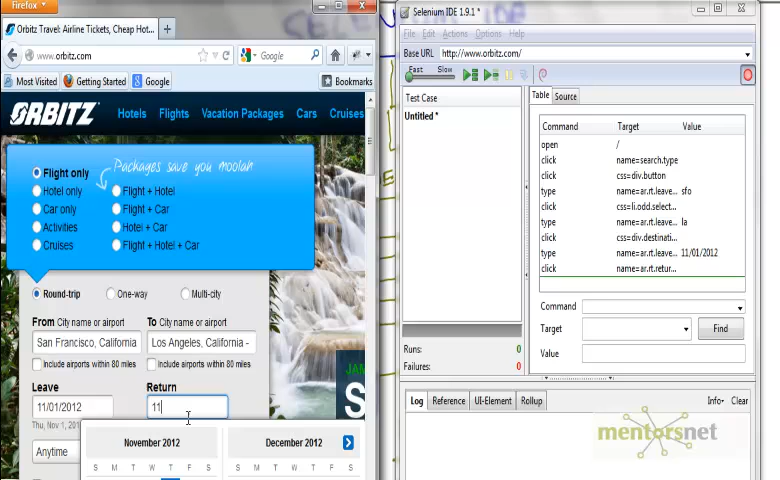 Firefox
Orbitz Travel: Airline Tickets, Cheap Hot...
www.orbitz.com
Google
Most Visited
Getting Started
Google
Bookmarks
ORBITZ
Hotels
Flights
Vacation Packages
Cars
Cruises
Packages save you moolah
Flight only
Hotel only
Flight + Hotel
Car only
Flight + Car
Activities
Hotel + Car
Cruises
Flight + Hotel + Car
Round-trip
One-way
Multi-city
From City name or airport
To City name or airport
San Francisco, California
Los Angeles, California -
Include airports within 80 miles
Include airports within 80 miles
Leave
Return
11/01/2012
11
Thu, Nov 1, 201
Anytime
November 2012
December 2012
S M T W T F S
S M T W T F S
JAM
S
Selenium IDE 1.9.1 *
File Edit Actions Options Help
Base URL http://www.orbitz.com/
Fast Slow
Test Case
Untitled *
Table
Source
Command Target Value
open /
click name=search.type
click css=div.button
type name=ar.rt.leave... sfo
click css=li.odd.select...
type name=ar.rt.leave... la
click css=div.destinati...
type name=ar.rt.leave... 11/01/2012
click name=ar.rt.retur...
Command
Target
Find
Value
Runs: 0
Failures: 0
Log
Reference
UI-Element
Rollup
Info
Clear
mentorsnet